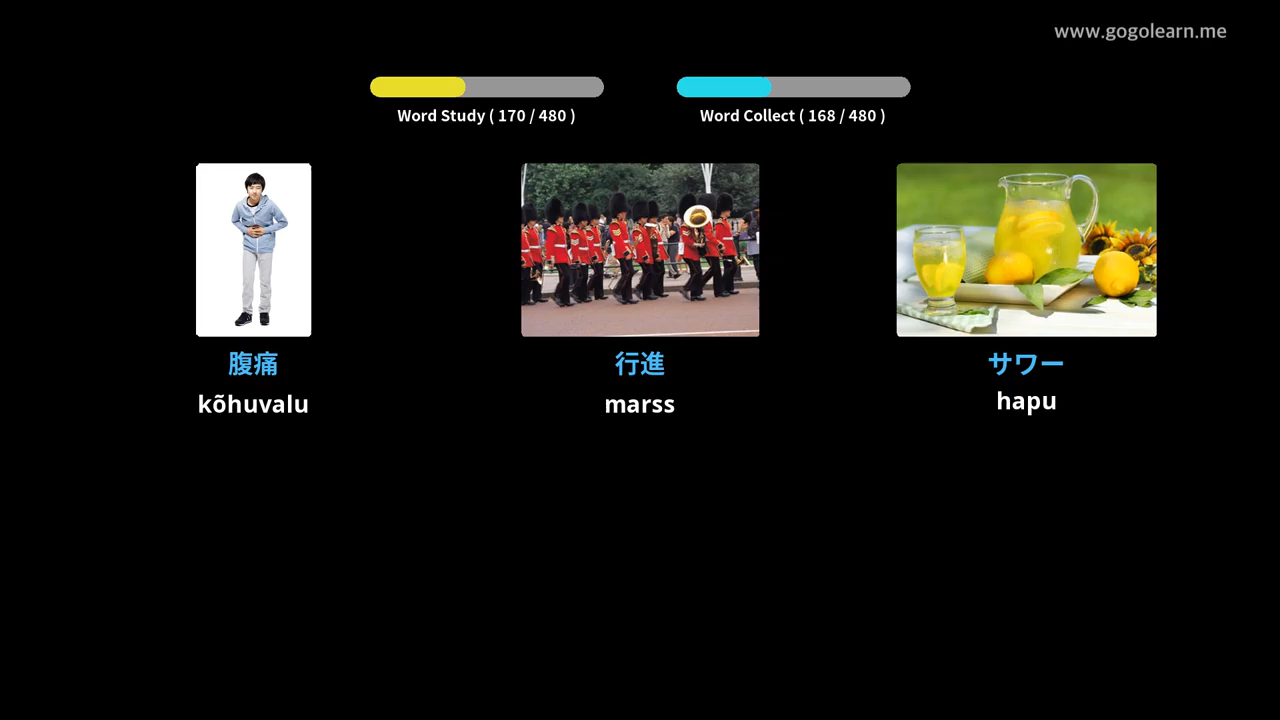 www.gogolearn.me
Word Study ( 170 / 480 )
Word Collect ( 168 / 480 )
腹痛
行進
サワー
kõhuvalu
marss
hapu